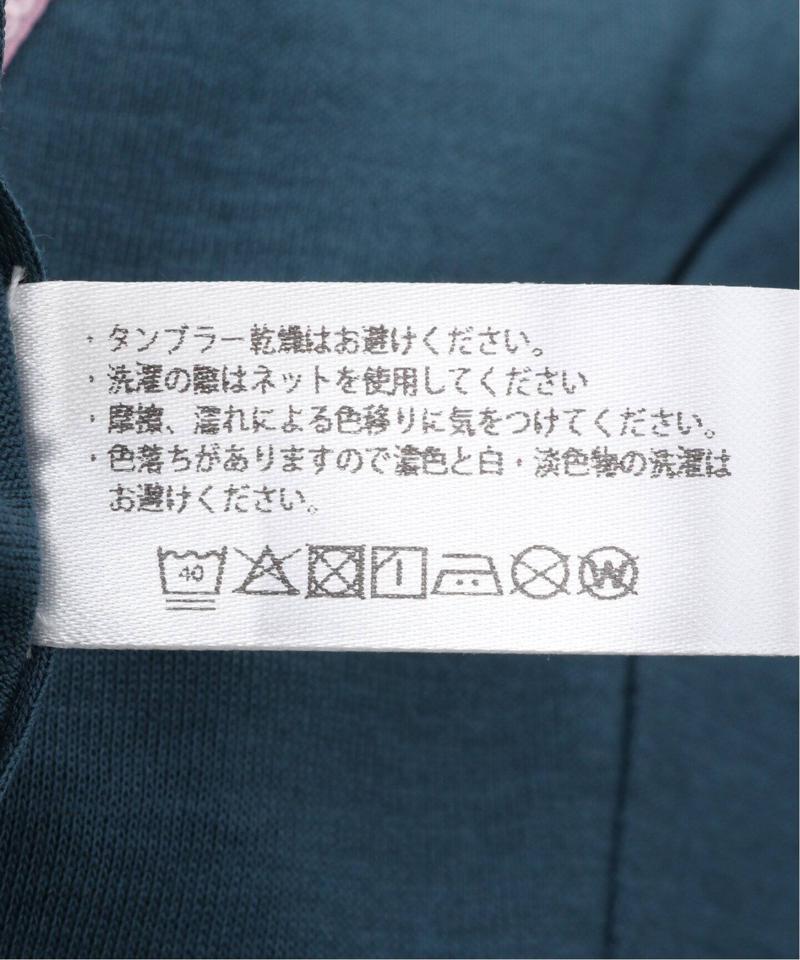 ・タンブラー乾燥はお避けください。
・洗濯の際はネットを使用してください
・摩擦、濡れによる色移りに気をつけてください。
・色落ちがありますので濃色と白・淡色物の洗濯は
お避けください。
40 W